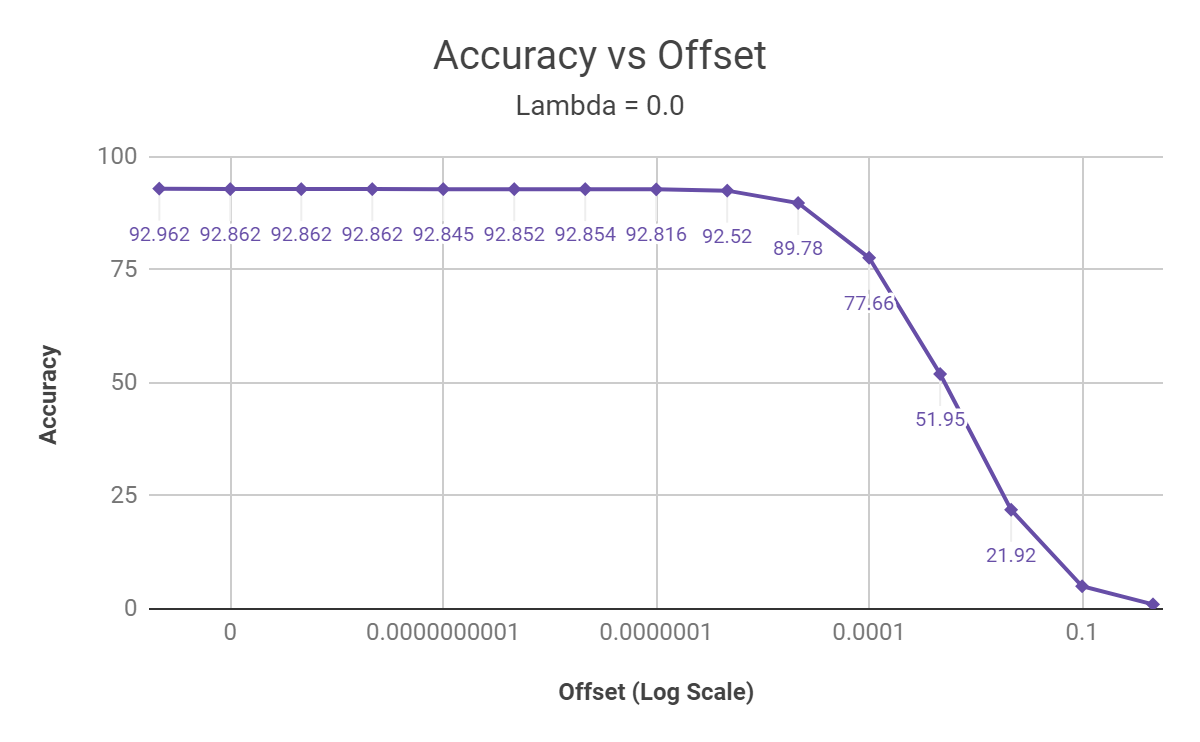 Accuracy vs Offset
Lambda = 0.0
100
75
50
25
0
Accuracy
92.962 92.862 92.862 92.862 92.845 92.852 92.854 92.816 92.52
89.78
77.66
51.95
21.92
0 0.0000000001 0.0000001 0.0001 0.1
Offset (Log Scale)